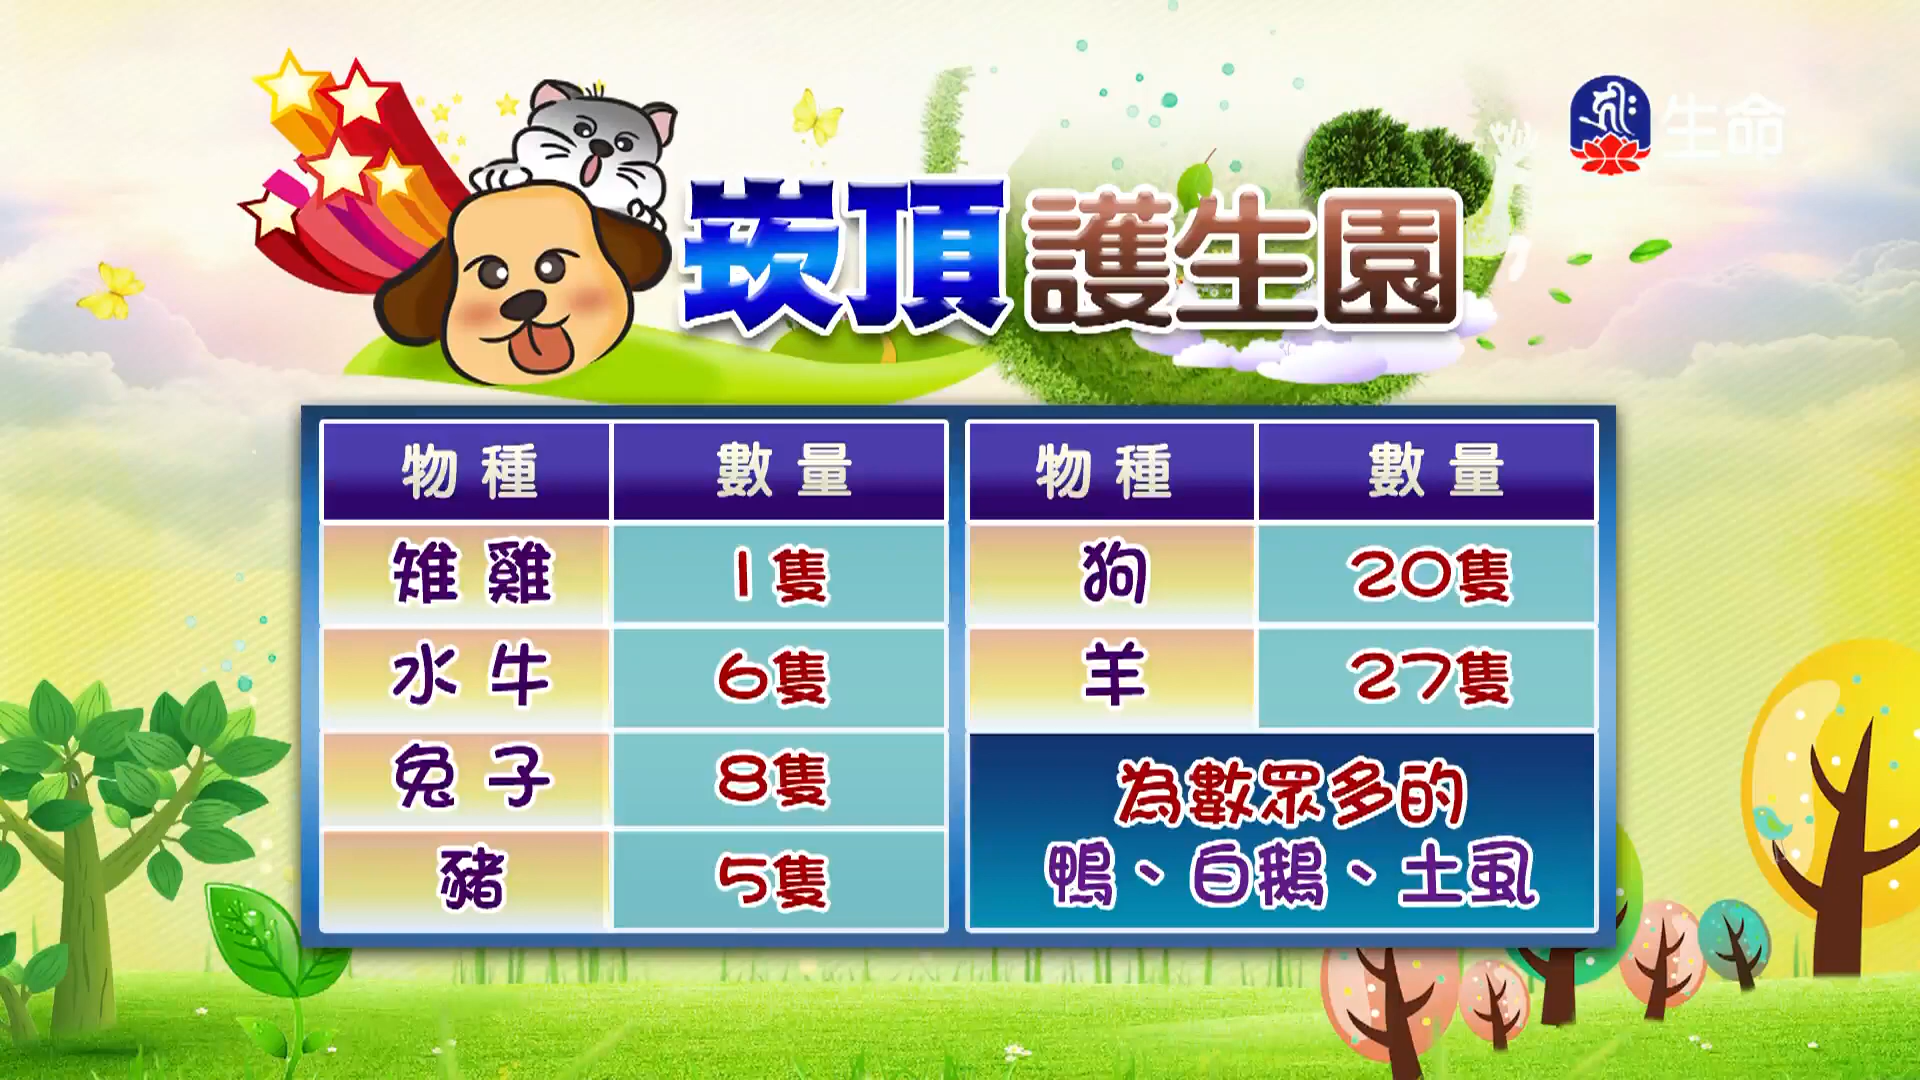 生命
崁頂護生園
物種 數量 物種 數量
雉雞 1隻 狗 20隻
水牛 6隻 羊 27隻
兔子 8隻
豬 5隻
為數眾多的
鴨、白鵝、土虱